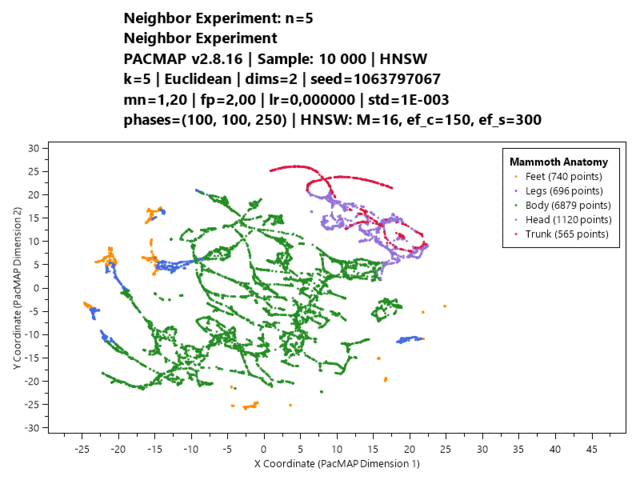 Neighbor Experiment: n=5
Neighbor Experiment
PACMAP v2.8.16 | Sample: 10 000 | HNSW
k=5 | Euclidean | dims=2 | seed=1063797067
mn=1,20 | fp=2,00 | lr=0,000000 | std=1E-003
phases=(100, 100, 250) | HNSW: M=16, ef_c=150, ef_s=300
Mammoth Anatomy
Feet (740 points)
Legs (696 points)
Body (6879 points)
Head (1120 points)
Trunk (565 points)
Y Coordinate (PacMAP Dimension 2)
30
25
20
15
10
5
0
-5
-10
-15
-20
-25
-30
-25
-20
-15
-10
-5
0
5
10
15
20
25
30
35
40
45
X Coordinate (PacMAP Dimension 1)